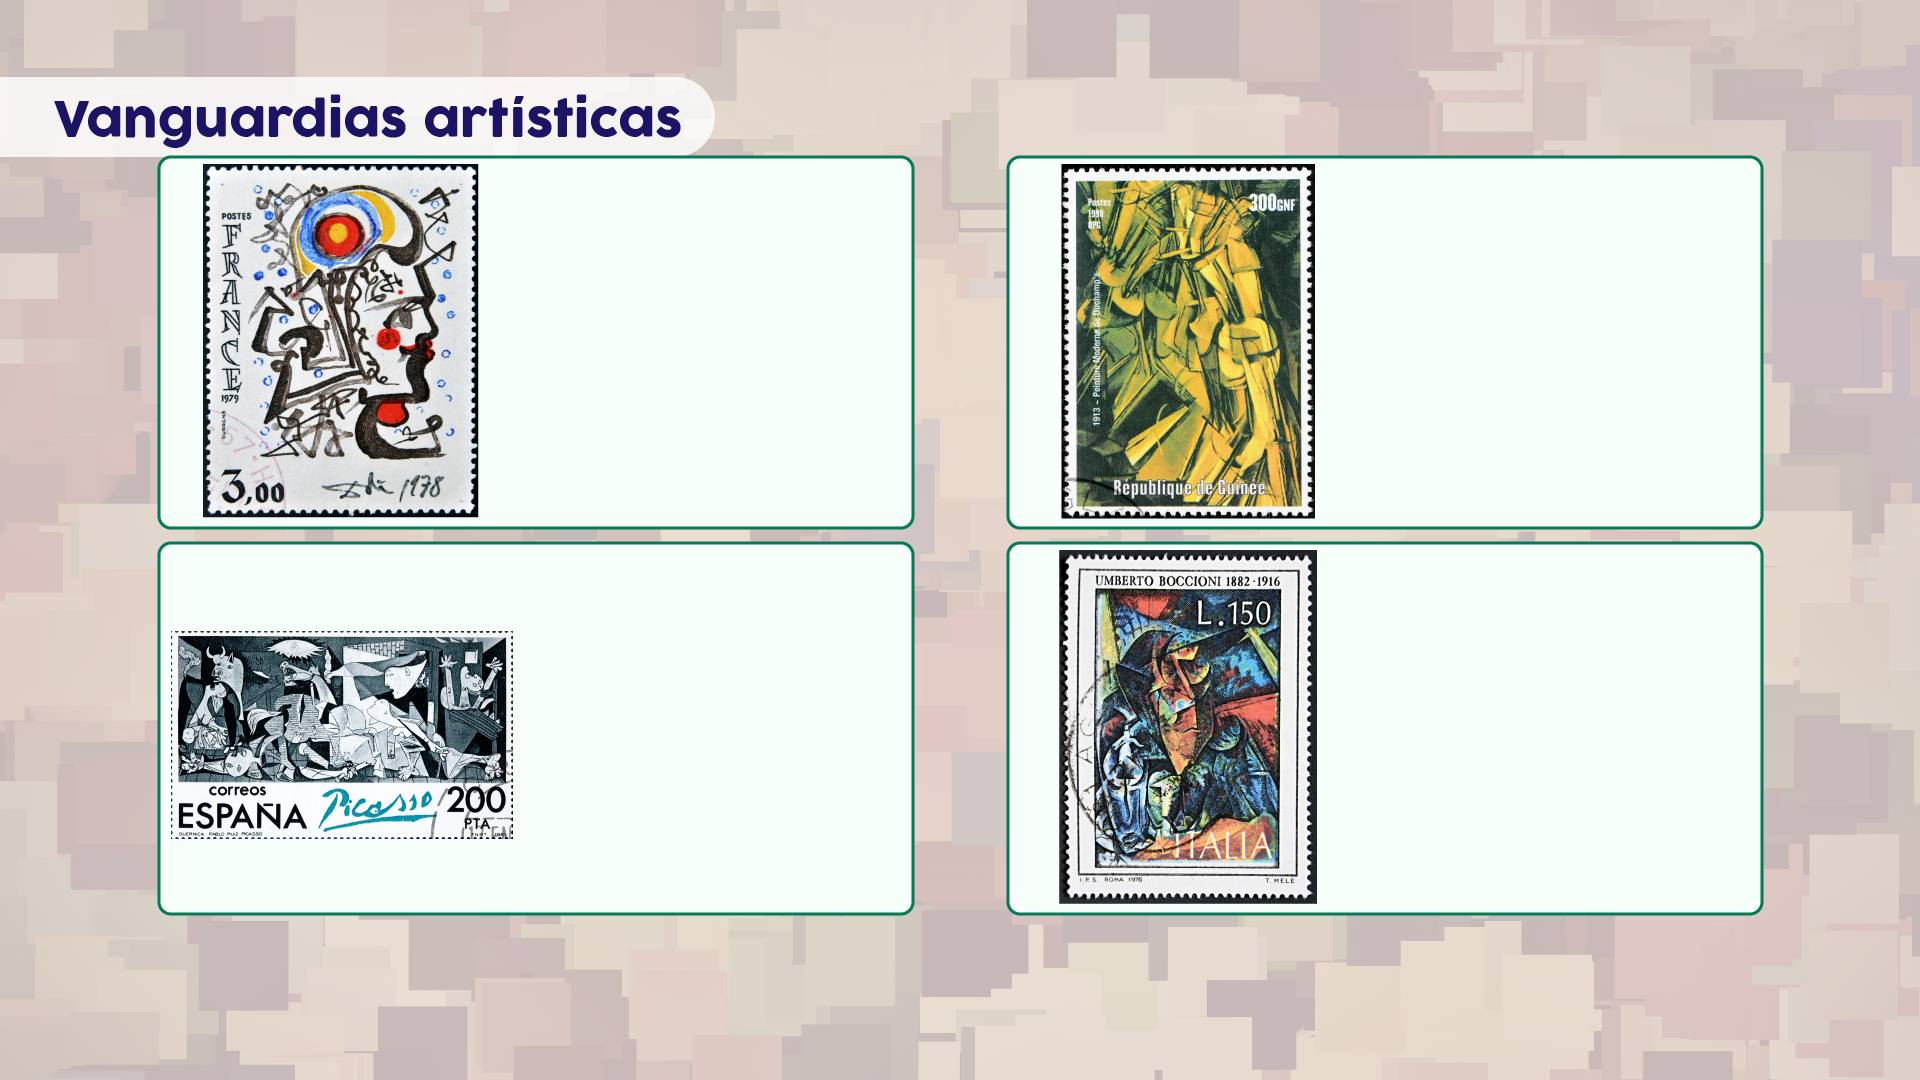 Vanguardias artísticas
POSTES
FRANCE
1979
3,00
Dalí 1978
Postes
1998
OPG
300GNF
1913 - Peinture Moderne de Duchamp's
République de Guinée
correos
ESPAÑA
Picasso
200
PTA
GUERNICA PABLO RUIZ PICASSO
UMBERTO BOCCIONI 1882-1916
L.150
ITALIA
I.P.S. ROMA 1976
T. MELE